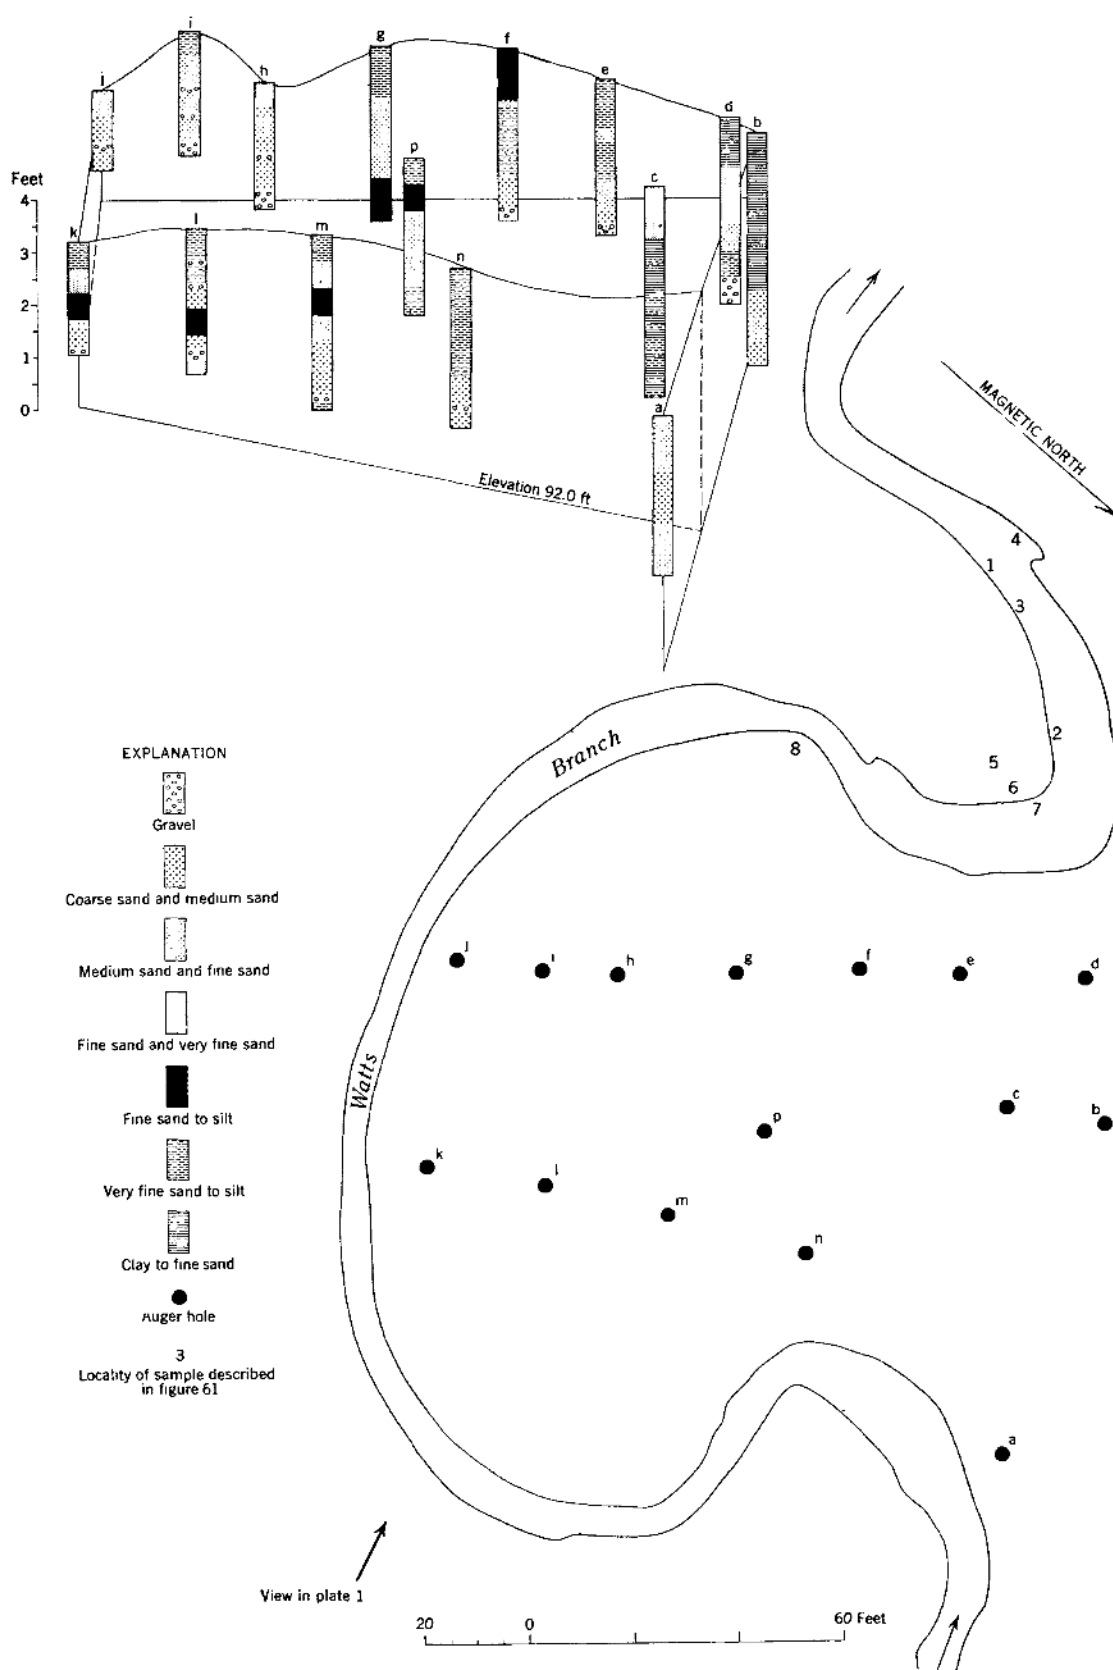 j
i
h
g
f
e
d
b
p
c
Feet
4
3
2
1
0
k
l
m
n
a
Elevation 92.0 ft
MAGNETIC NORTH
4
1
3
2
5
6
7
8
Branch
Watts
EXPLANATION
Gravel
Coarse sand and medium sand
Medium sand and fine sand
Fine sand and very fine sand
Fine sand to silt
Very fine sand to silt
Clay to fine sand
Auger hole
3
Locality of sample described
in figure 61
j
i
h
g
f
e
d
c
b
p
k
l
m
n
a
View in plate 1
20
0
60 Feet